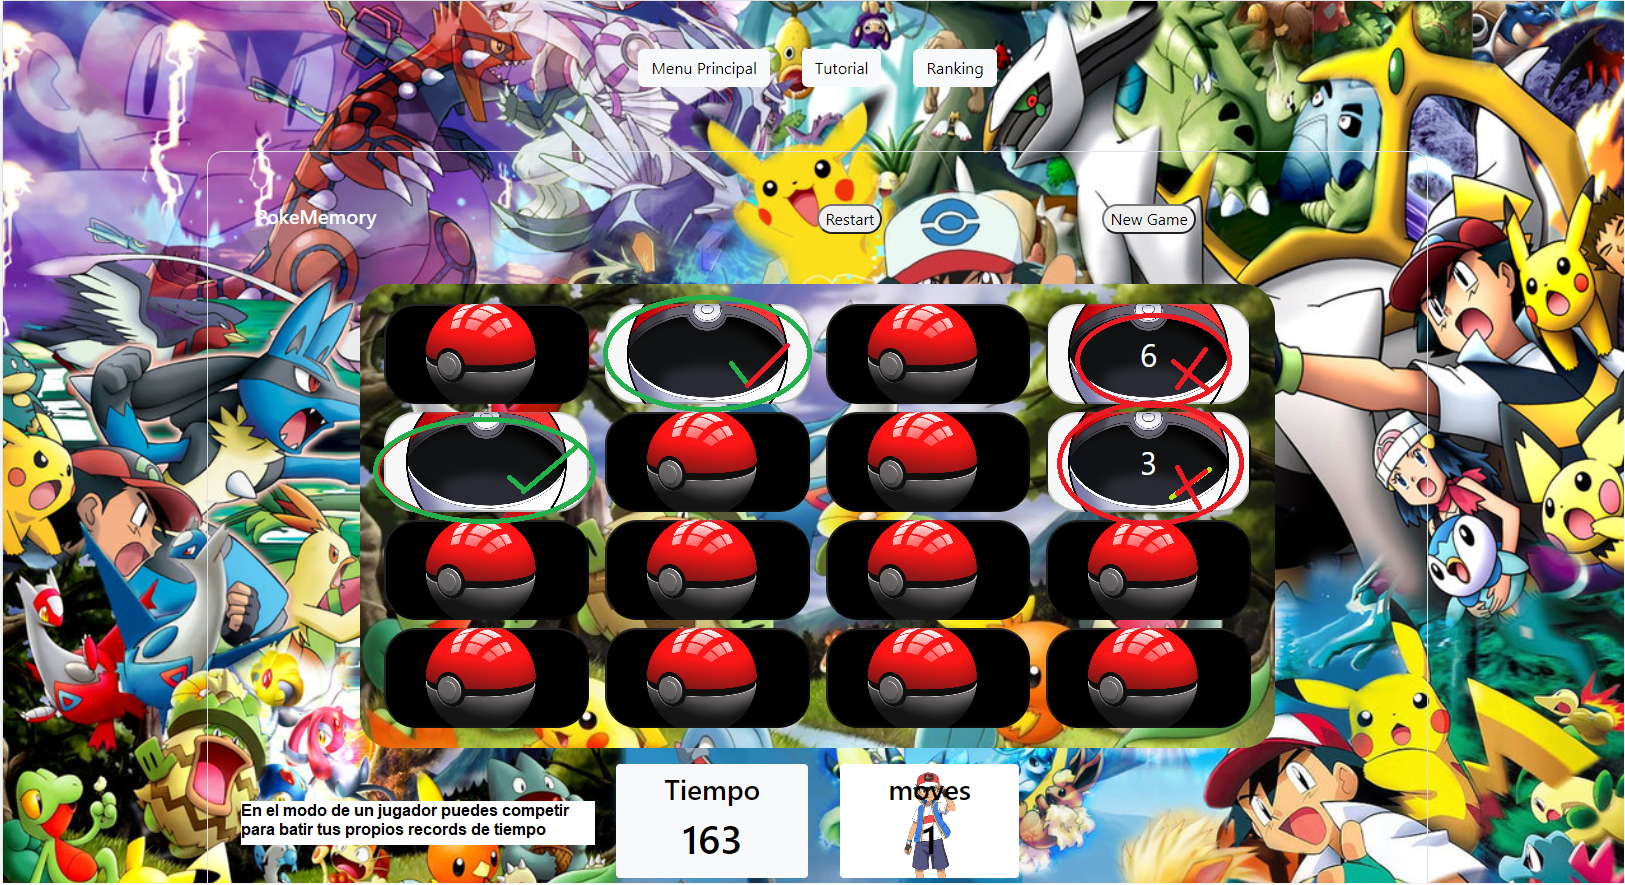 Menu Principal
Tutorial
Ranking
PokeMemory
Restart
New Game
6
3
En el modo de un jugador puedes competir
para batir tus propios records de tiempo
Tiempo
163
moves
1